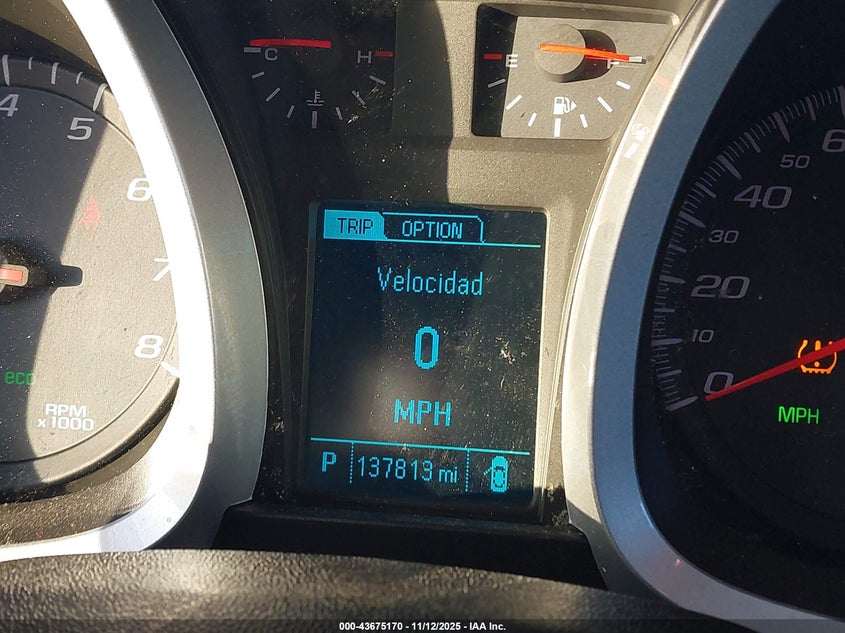 C H
E F
4
5
6
7
8
eco
RPM
x1000
TRIP OPTION
Velocidad
0
MPH
P 137813 mi
60
50
40
30
20
10
0
MPH
000-43675170 - 11/12/2025 - IAA Inc.